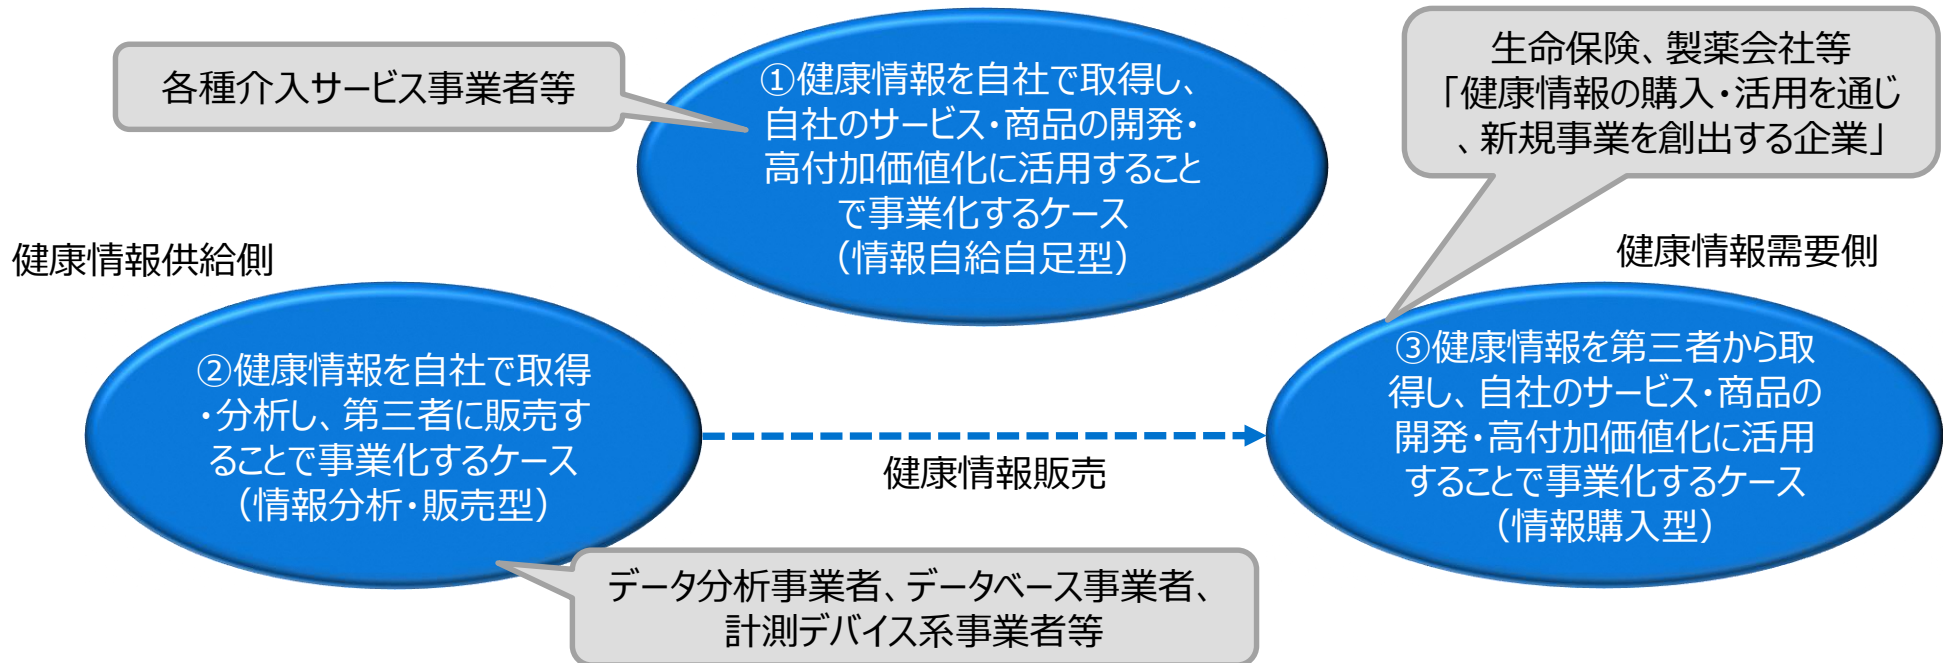 各種介入サービス事業者等
①健康情報を自社で取得し、
自社のサービス・商品の開発・
高付加価値化に活用すること
で事業化するケース
（情報自給自足型）
生命保険、製薬会社等
「健康情報の購入・活用を通じ
、新規事業を創出する企業」
健康情報供給側
健康情報需要側
②健康情報を自社で取得
・分析し、第三者に販売す
ることで事業化するケース
（情報分析・販売型）
健康情報販売
③健康情報を第三者から取
得し、自社のサービス・商品の
開発・高付加価値化に活用
することで事業化するケース
（情報購入型）
データ分析事業者、データベース事業者、
計測デバイス系事業者等